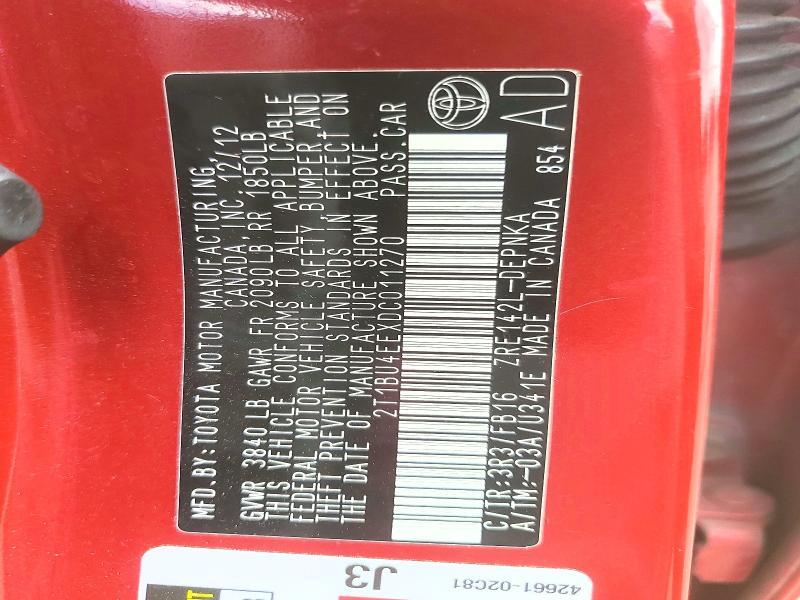 MFD.BY:TOYOTA MOTOR MANUFACTURING,
CANADA, INC. 12/12
GVWR 3840 LB GAWR FR 2090LB RR 1850LB
THIS VEHICLE CONFORMS TO ALL APPLICABLE
FEDERAL MOTOR VEHICLE SAFETY, BUMPER, AND
THEFT PREVENTION STANDARDS IN EFFECT ON
THE DATE OF MANUFACTURE SHOWN ABOVE.
2T1BU4EEXDC011270 PASS.CAR
C/TR:3R3/FB16 ZRE142L-DEPNKA
A/TM:-03A/U341E MADE IN CANADA 854
AD
J3
42661-02C81